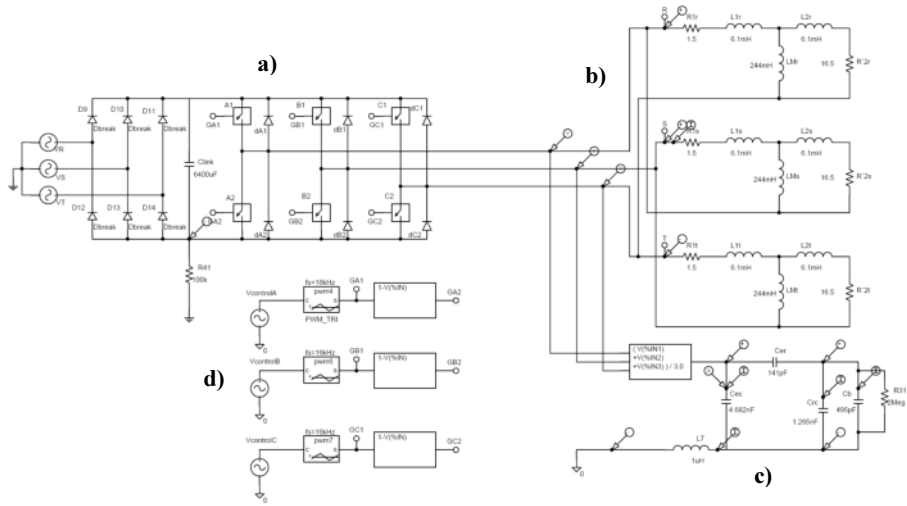 a)
D9
D10
D11
Dbreak
Dbreak
Dbreak
VR
VS
VT
D12
D13
D14
Dbreak
Dbreak
Dbreak
Clink
6400uF
R41
100k
A1
GA1
dA1
B1
GB1
dB1
C1
GC1
dC1
A2
GA2
dA2
B2
GB2
dB2
C2
GC2
dC2
b)
R
R1r
1.5
L1r
6.1mH
L2r
6.1mH
244mH
LMr
16.5
R'2r
S
R1s
1.5
L1s
6.1mH
L2s
6.1mH
244mH
LMs
16.5
R'2s
T
R1t
1.5
L1t
6.1mH
L2t
6.1mH
244mH
LMt
16.5
R'2t
c)
( V(%IN1)
+V(%IN2)
+V(%IN3) ) / 3.0
Cer
141pF
Cec
4.682nF
Crc
1.265nF
Cb
495pF
R31
2Meg
L7
1uH
0
d)
VcontrolA
fs=16kHz
pwm4
C
S
PWM_TRI
GA1
1-V(%IN)
GA2
0
VcontrolB
fs=16kHz
C
S
GB1
1-V(%IN)
GB2
0
VcontrolC
fs=16kHz
pwm7
C
S
GC1
1-V(%IN)
GC2
0